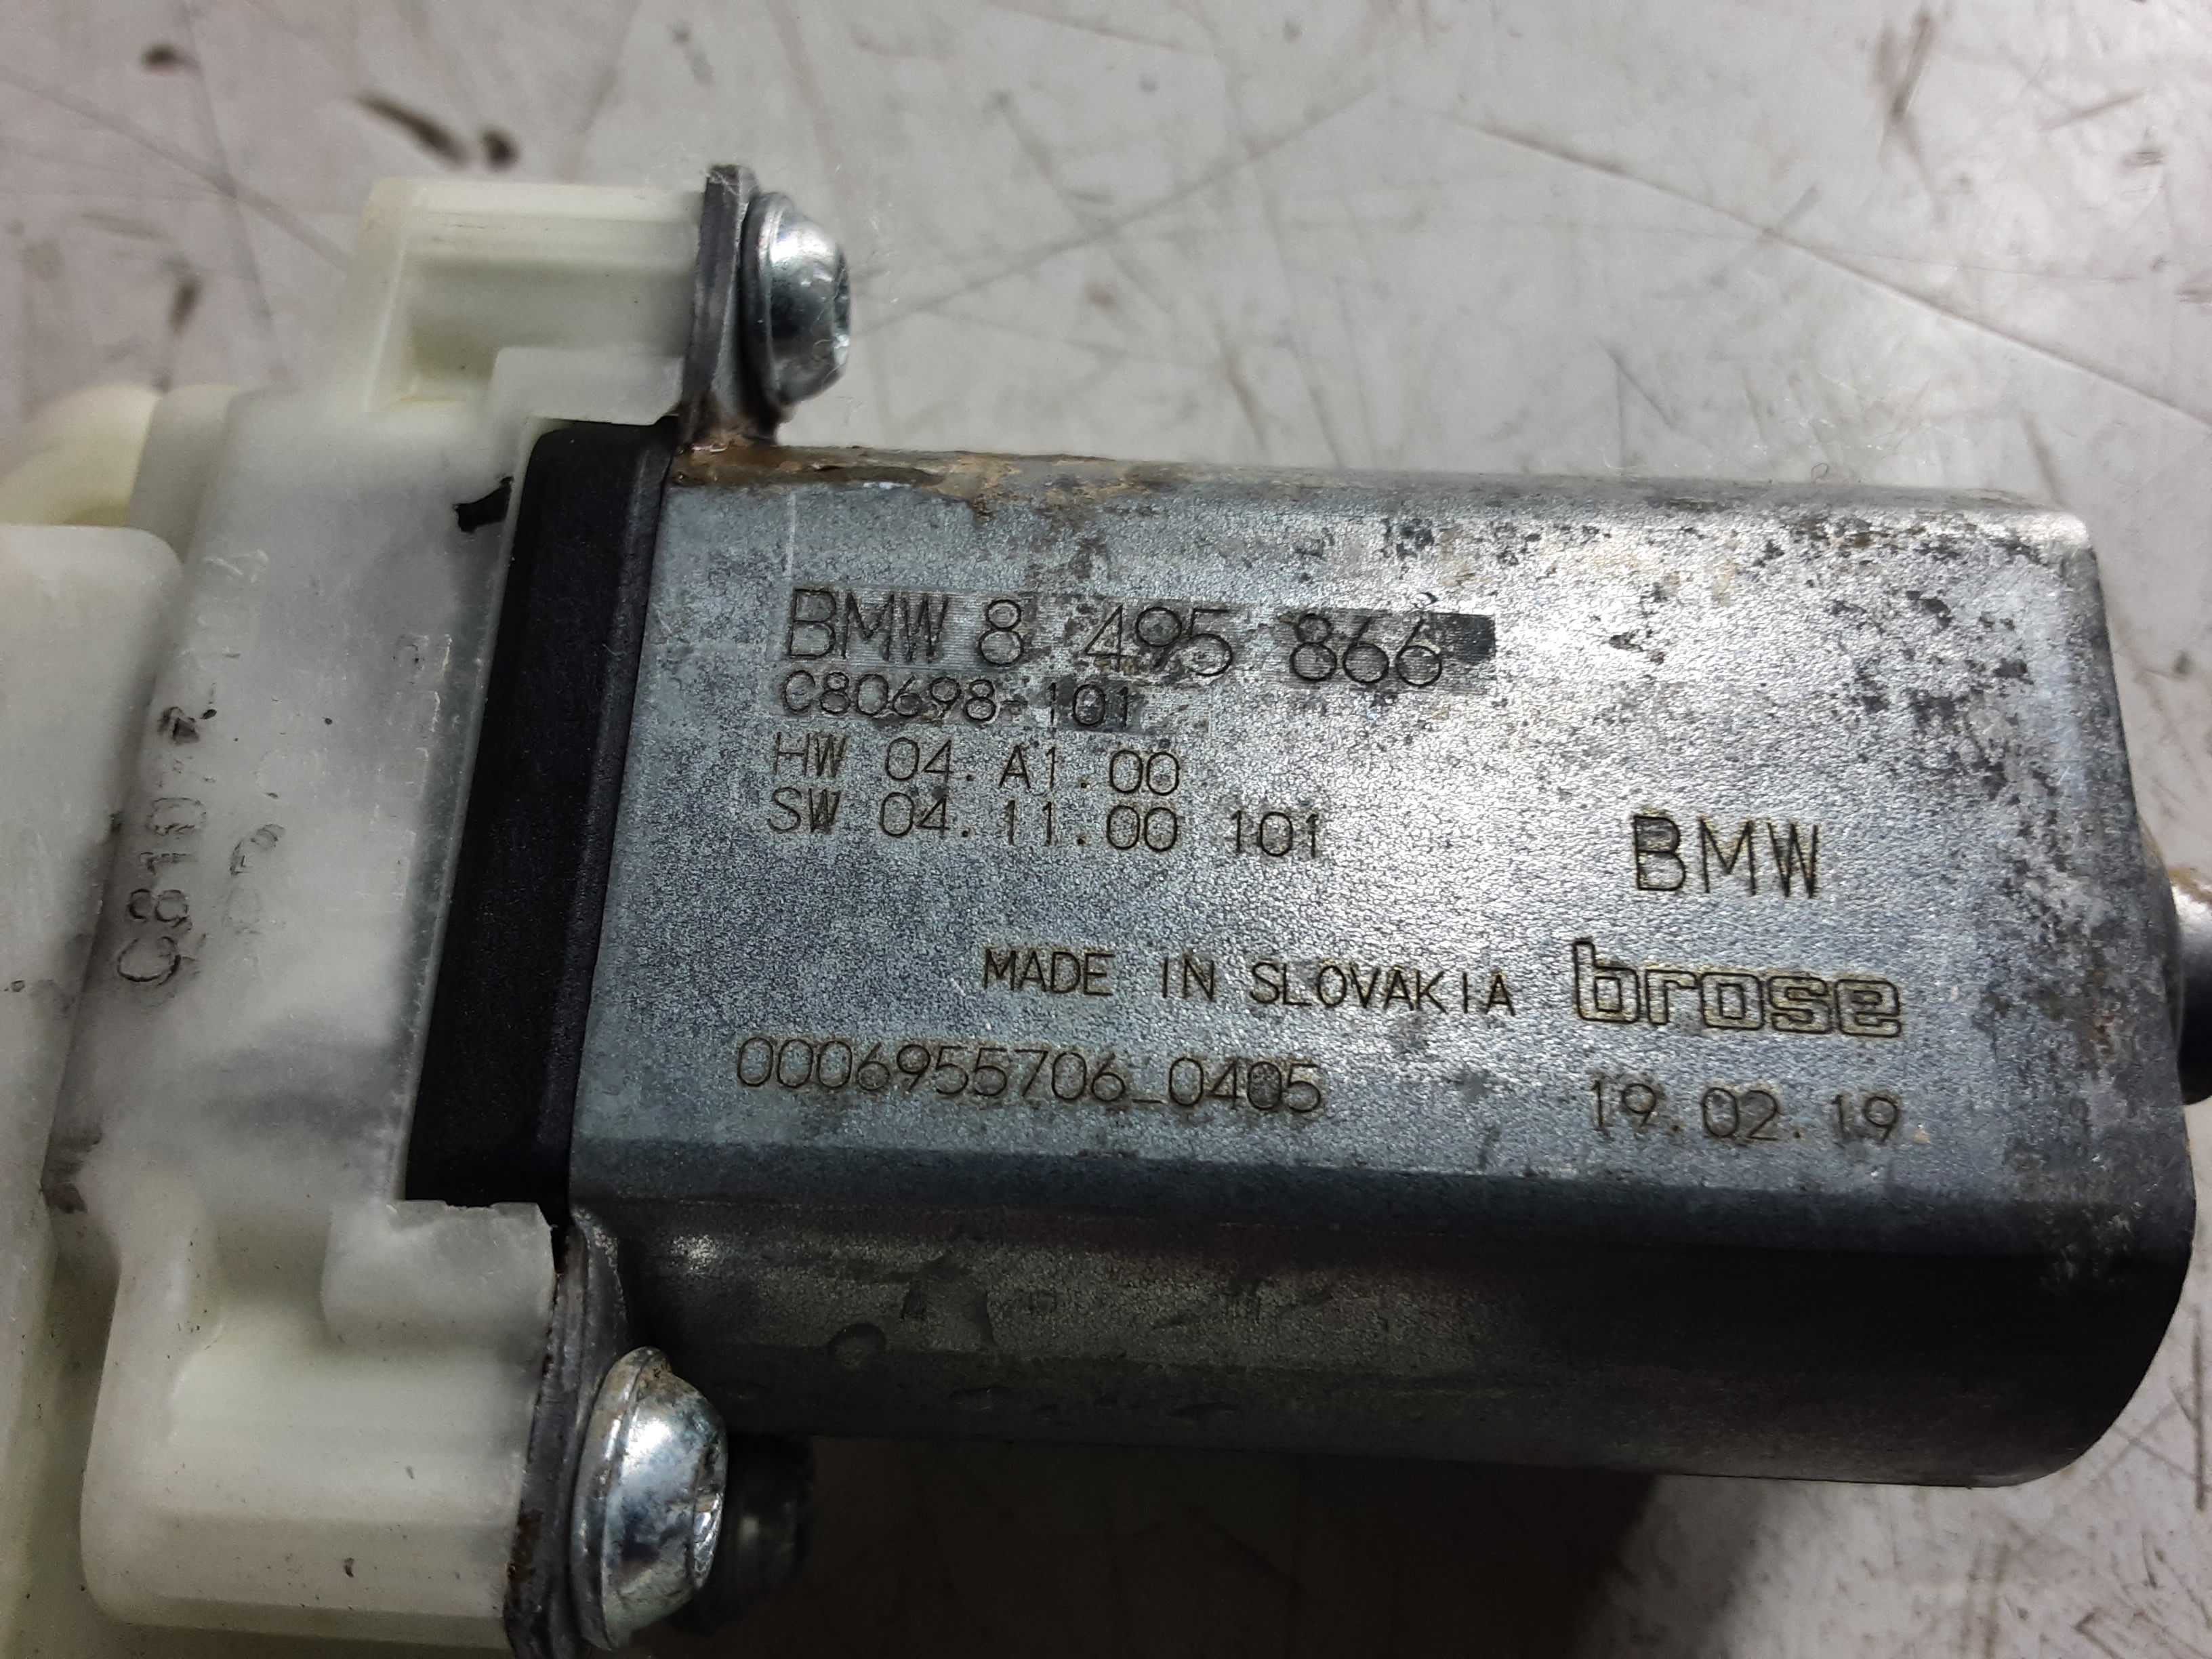 BMW 8 495 866
C80698-101
HW 04.A1.00
SW 04.11.00 101
BMW
MADE IN SLOVAKIA brose
0006955706_0405 19.02.19